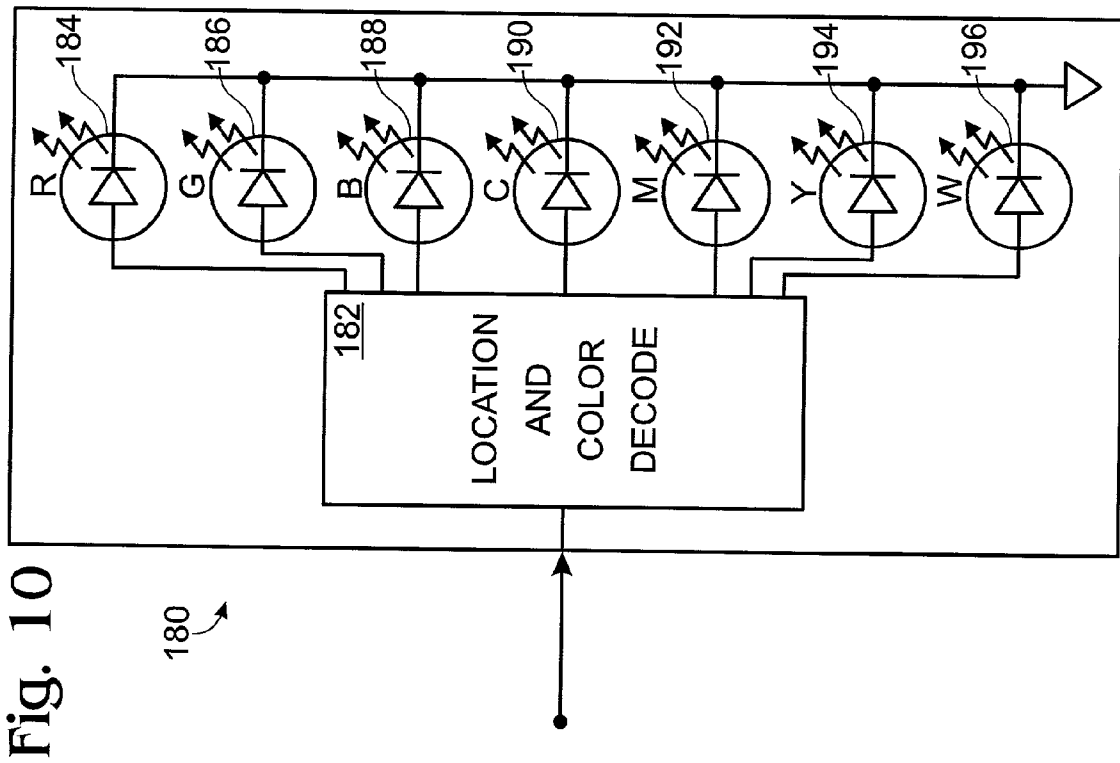 Fig. 10
180
182
LOCATION
AND
COLOR
DECODE
R
184
G
186
B
188
C
190
M
192
Y
194
W
196